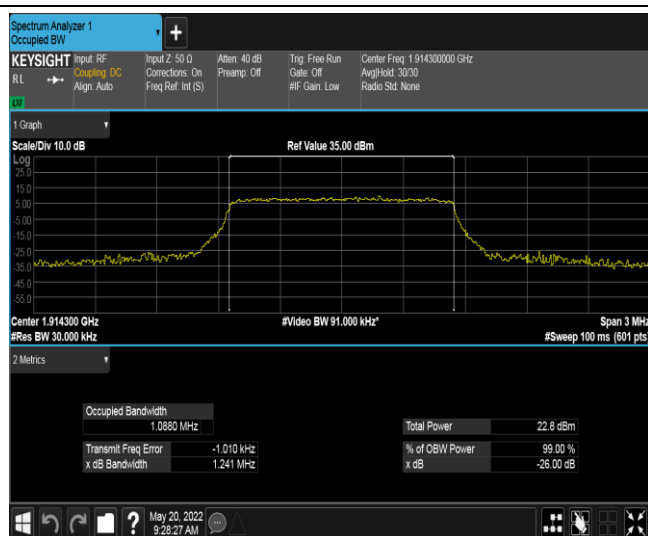 Spectrum Analyzer 1
Occupied BW
+
KEYSIGHT Input: RF Input Z: 50 Ω Atten: 40 dB Trig: Free Run Center Freq: 1.914300000 GHz
RL Coupling: DC Corrections: On Preamp: Off Gate: Off Avg|Hold: 30/30
Align: Auto Freq Ref: Int (S) #IF Gain: Low Radio Std: None
1 Graph
Scale/Div 10.0 dB Ref Value 35.00 dBm
Log
25.0
15.0
5.00
-5.00
-15.0
-25.0
-35.0
-45.0
-55.0
Center 1.914300 GHz #Video BW 91.000 kHz* Span 3 MHz
#Res BW 30.000 kHz #Sweep 100 ms (601 pts)
2 Metrics
Occupied Bandwidth
1.0880 MHz Total Power 22.8 dBm
Transmit Freq Error -1.010 kHz % of OBW Power 99.00 %
x dB Bandwidth 1.241 MHz x dB -26.00 dB
? May 20, 2022
9:28:27 AM